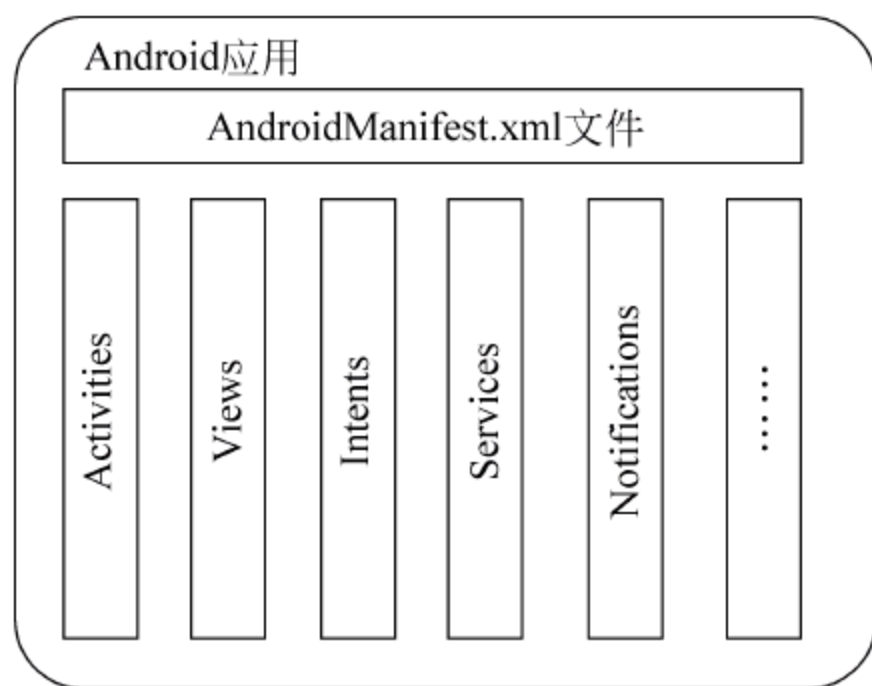 Android应用
AndroidManifest.xml文件
Activities
Views
Intents
Services
Notifications
……